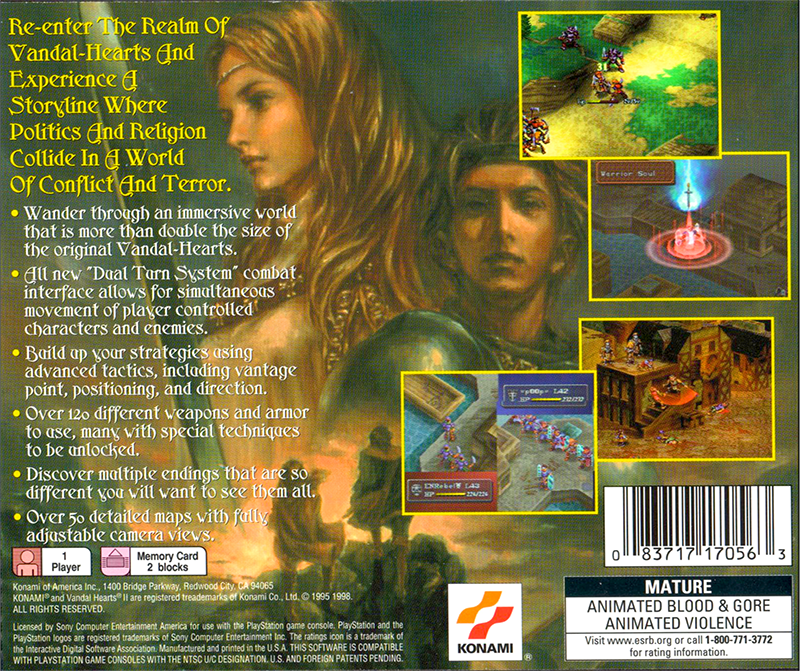 Re-enter The Realm Of
Vandal-Hearts And
Experience A
Storyline Where
Politics And Religion
Collide In A World
Of Conflict And Terror.
• Wander through an immersive world
that is more than double the size of
the original Vandal-Hearts.
• All new "Dual Turn System" combat
interface allows for simultaneous
movement of player controlled
characters and enemies.
• Build up your strategies using
advanced tactics, including vantage
point, positioning, and direction.
• Over 120 different weapons and armor
to use, many with special techniques
to be unlocked.
• Discover multiple endings that are so
different you will want to see them all.
• Over 50 detailed maps with fully
adjustable camera views.
31
Warrior Soul
HP 232/232
ENRebel
HP 226/226
1
Player
Memory Card
2 blocks
Konami of America Inc., 1400 Bridge Parkway, Redwood City, CA 94065
KONAMI® and Vandal Hearts® II are registered trademarks of Konami Co., Ltd. © 1995 1998.
ALL RIGHTS RESERVED.
Licensed by Sony Computer Entertainment America for use with the PlayStation game console. PlayStation and the
PlayStation logos are registered trademarks of Sony Computer Entertainment Inc. The ratings icon is a trademark of
the Interactive Digital Software Association. Manufactured and printed in the U.S.A. THIS SOFTWARE IS COMPATIBLE
WITH PLAYSTATION GAME CONSOLES WITH THE NTSC U/C DESIGNATION. U.S. AND FOREIGN PATENTS PENDING.
KONAMI®
0 83717 17056 3
MATURE
ANIMATED BLOOD & GORE
ANIMATED VIOLENCE
Visit www.esrb.org or call 1-800-771-3772
for rating information.